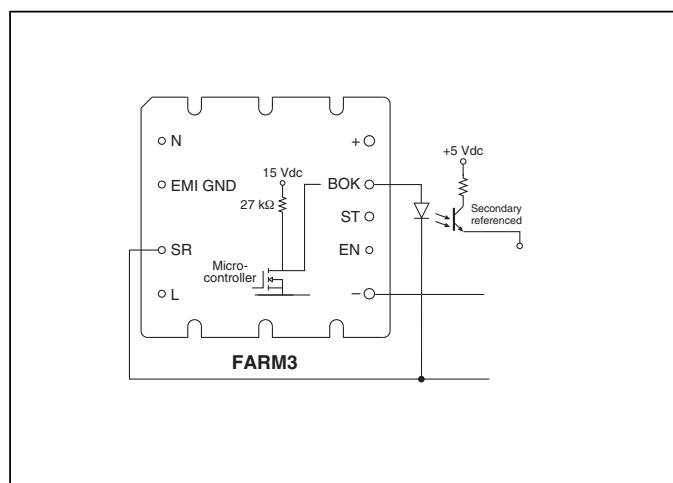 N
EMI GND
SR
L
15 Vdc
27 kΩ
Micro-
controller
+
BOK
ST
EN
–
+5 Vdc
Secondary
referenced
FARM3